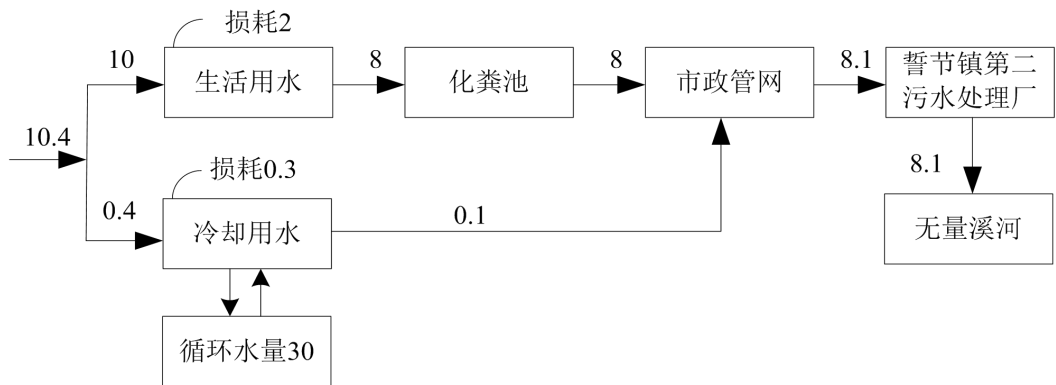 损耗2
10
生活用水
8
化粪池
8
市政管网
8.1
誓节镇第二
污水处理厂
10.4
损耗0.3
0.4
冷却用水
0.1
8.1
无量溪河
循环水量30